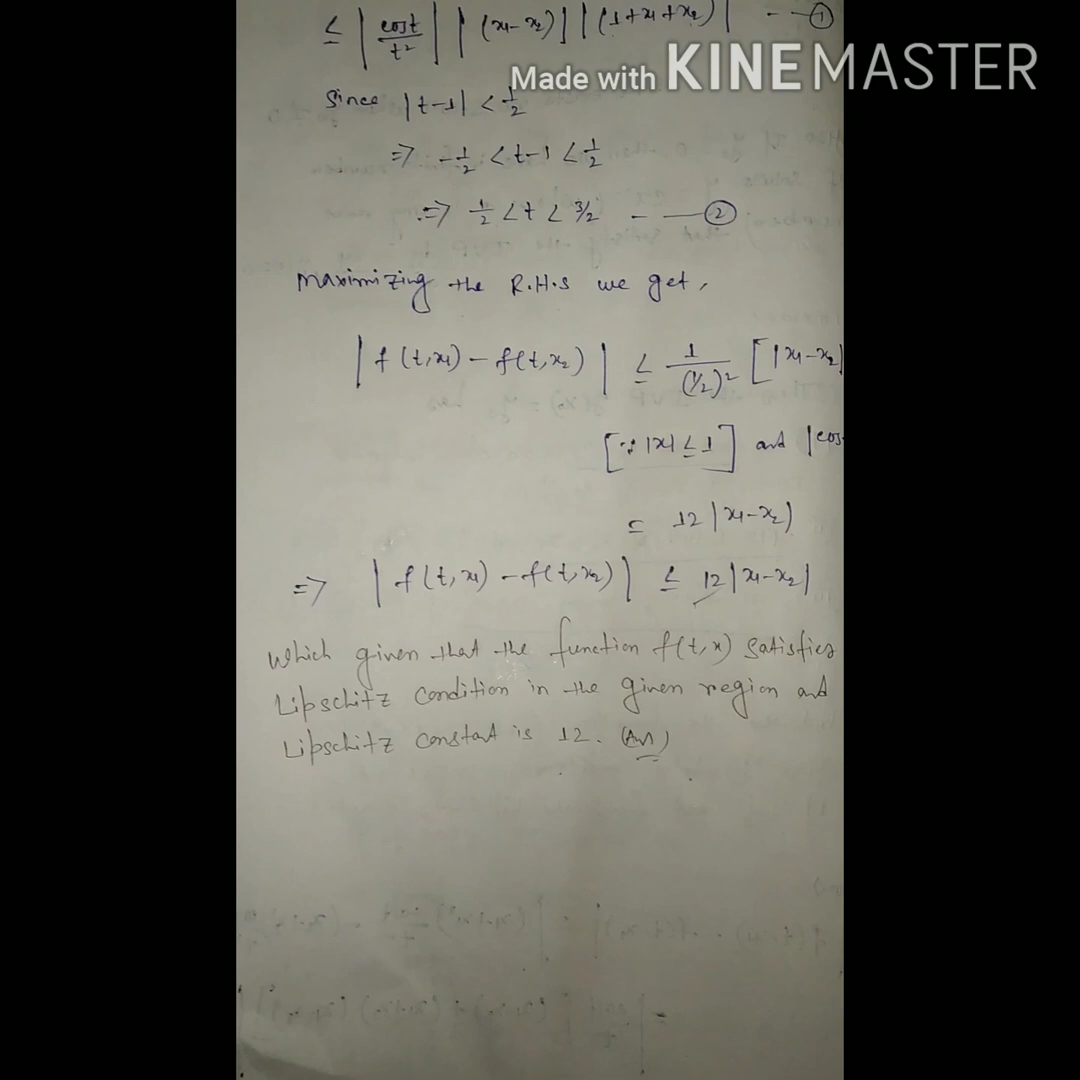 ≤ | cost/t² | | (x₁-x₂) | | (1+x₁+x₂) | - - ①
Made with KINEMASTER
Since |t-1| < 1/2
=> -1/2 < t-1 < 1/2
=> 1/2 < t < 3/2 - — ②
Maximizing the R.H.S we get,
| f(t,x₁) - f(t,x₂) | ≤ 1/(1/2)² [ |x₁-x₂|
[∵ |x| ≤ 1] and |cos
= 12 |x₁-x₂|
=> | f(t,x₁) - f(t,x₂) | ≤ 12 |x₁-x₂|
Which given that the function f(t,x) satisfies
Lipschitz condition in the given region and
Lipschitz constant is 12. (Ans)